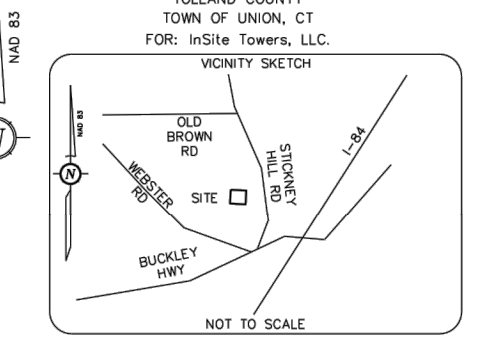 TOLLAND COUNTY
TOWN OF UNION, CT
FOR: InSite Towers, LLC.
NAD 83
VICINITY SKETCH
NAD 83
N
OLD
BROWN
RD
STICKNEY
HILL RD
I-84
WEBSTER
RD
SITE
BUCKLEY
HWY
NOT TO SCALE